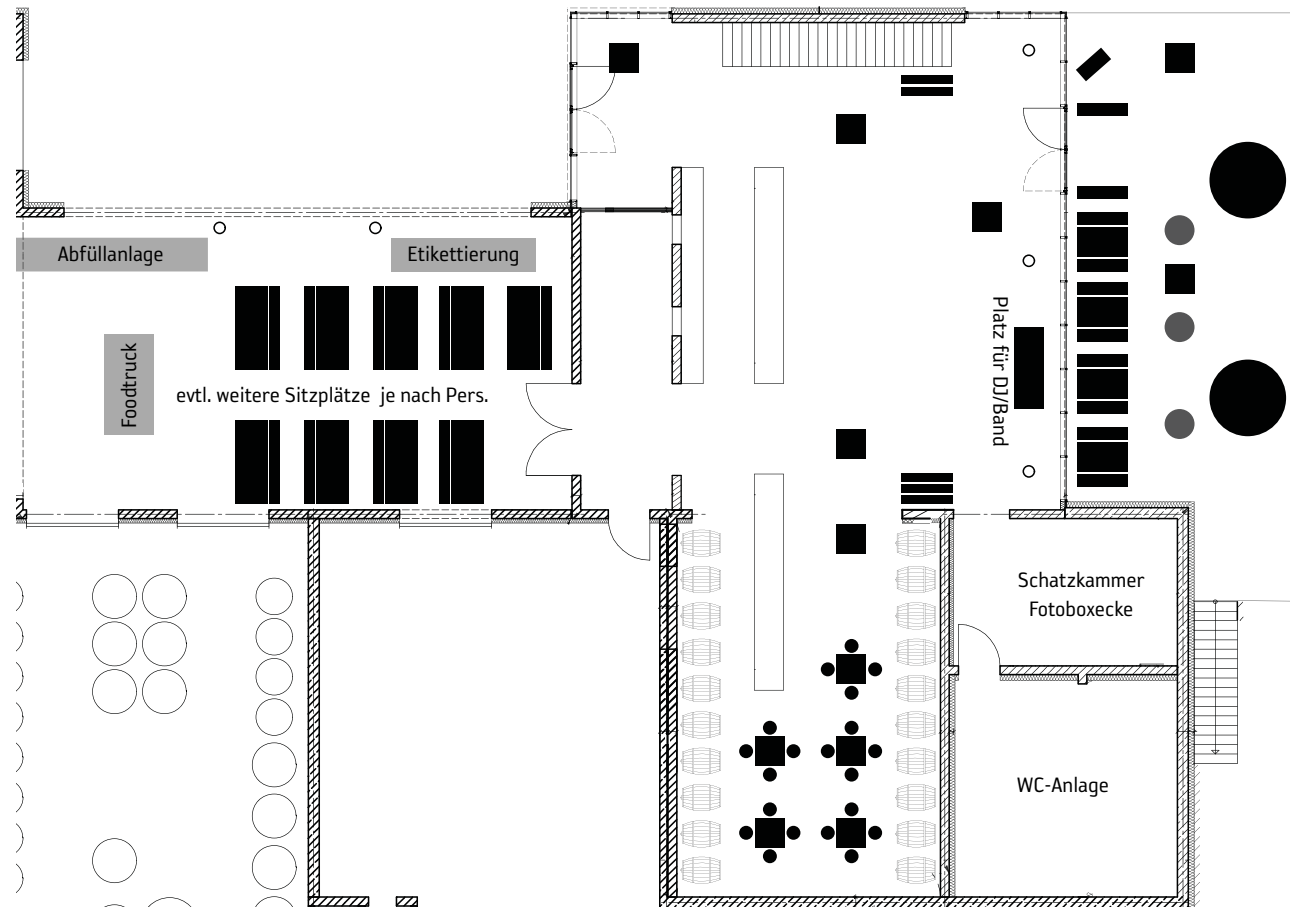 Abfüllanlage
Etikettierung
Foodtruck
evtl. weitere Sitzplätze je nach Pers.
Platz für DJ/Band
Schatzkammer
Fotoboxecke
WC-Anlage